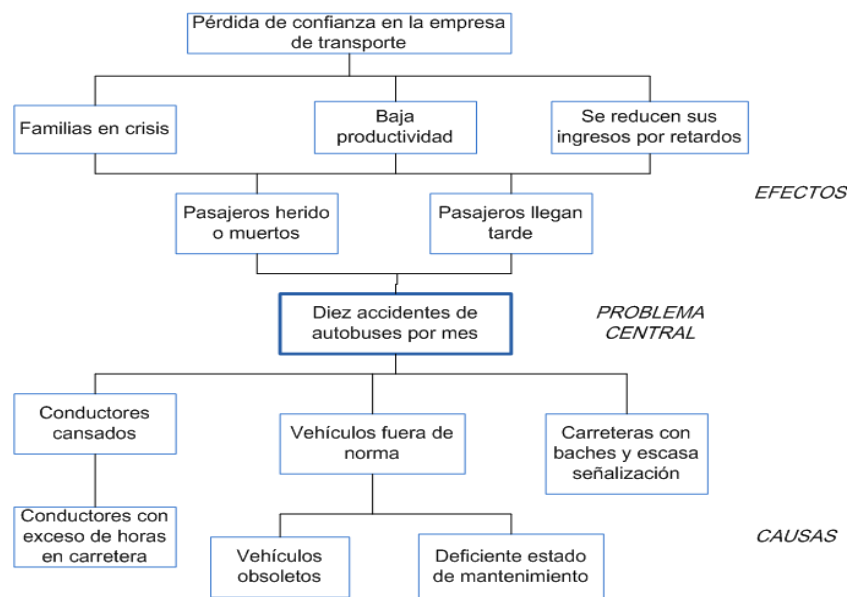 Pérdida de confianza en la empresa
de transporte
Familias en crisis
Baja
productividad
Se reducen sus
ingresos por retardos
EFECTOS
Pasajeros herido
o muertos
Pasajeros llegan
tarde
Diez accidentes de
autobuses por mes
PROBLEMA
CENTRAL
Conductores
cansados
Vehículos fuera de
norma
Carreteras con
baches y escasa
señalización
Conductores con
exceso de horas
en carretera
Vehículos
obsoletos
Deficiente estado
de mantenimiento
CAUSAS